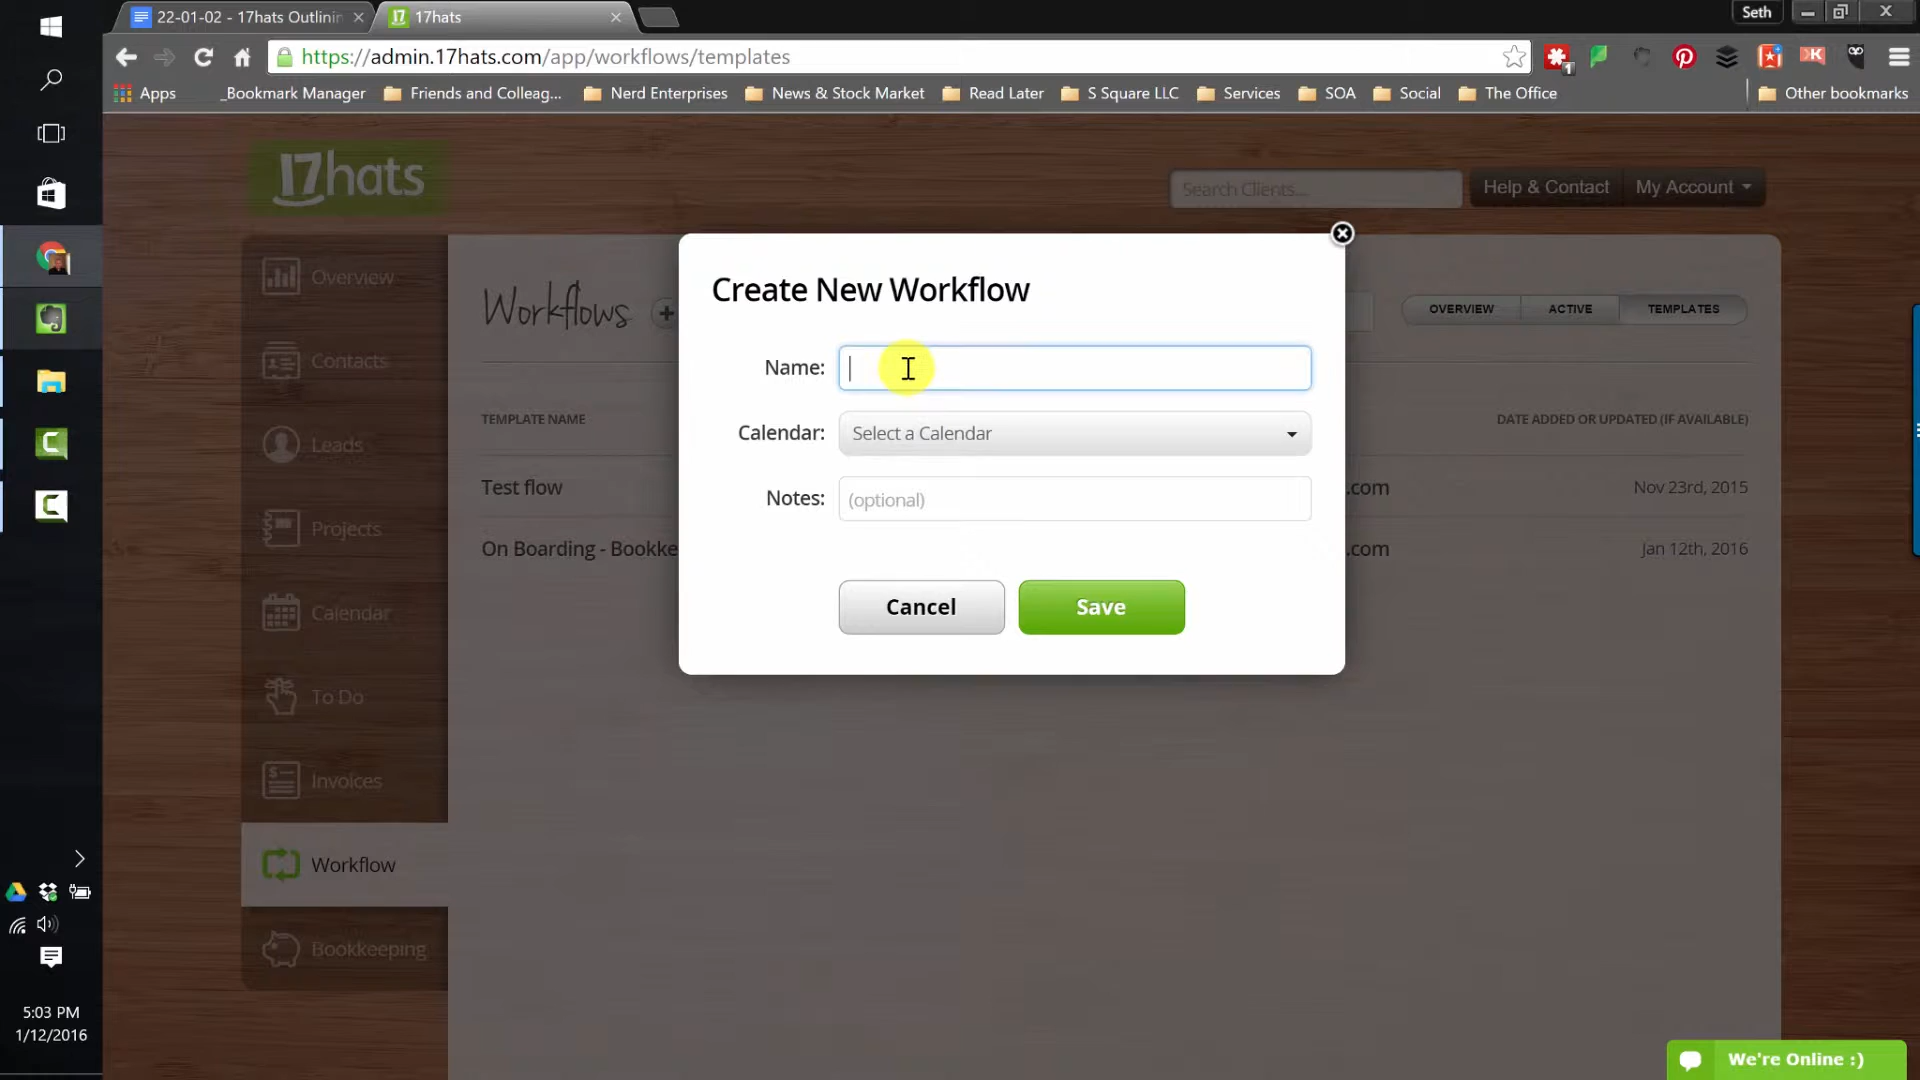 22-01-02 - 17hats Outlinin
17hats
Seth
https://admin.17hats.com/app/workflows/templates
1
Apps
_Bookmark Manager
Friends and Colleag...
Nerd Enterprises
News & Stock Market
Read Later
S Square LLC
Services
SOA
Social
The Office
Other bookmarks
17hats
Search Clients...
Help & Contact
My Account
Overview
Contacts
Leads
Projects
Calendar
To Do
Invoices
Workflow
Bookkeeping
Workflows
OVERVIEW
ACTIVE
TEMPLATES
TEMPLATE NAME
DATE ADDED OR UPDATED (IF AVAILABLE)
Test flow
.com
Nov 23rd, 2015
On Boarding - Bookke
.com
Jan 12th, 2016
Create New Workflow
Name:
Calendar:
Select a Calendar
Notes:
(optional)
Cancel
Save
5:03 PM
1/12/2016
We're Online :)